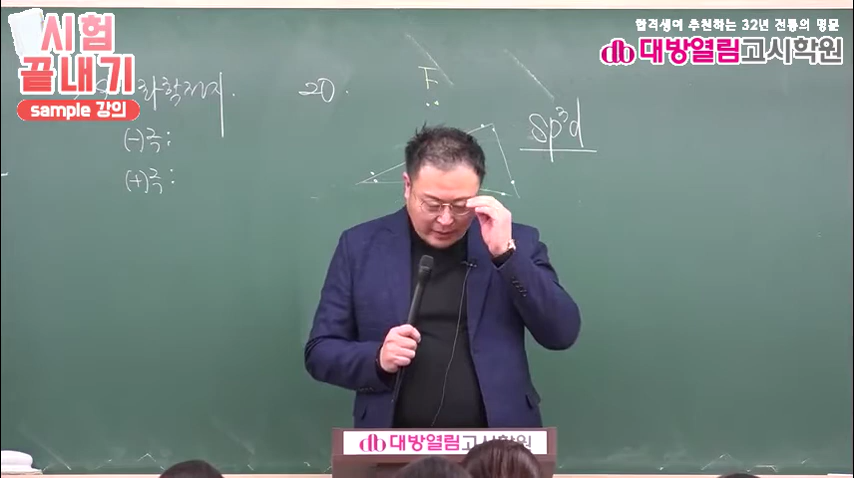 시험
끝내기
sample 강의
합격생이 추천하는 32년 전통의 명문
대방열림고시학원
화학전지.
20.
F
sp³d
(-)극:
(+)극:
대방열림고시학원